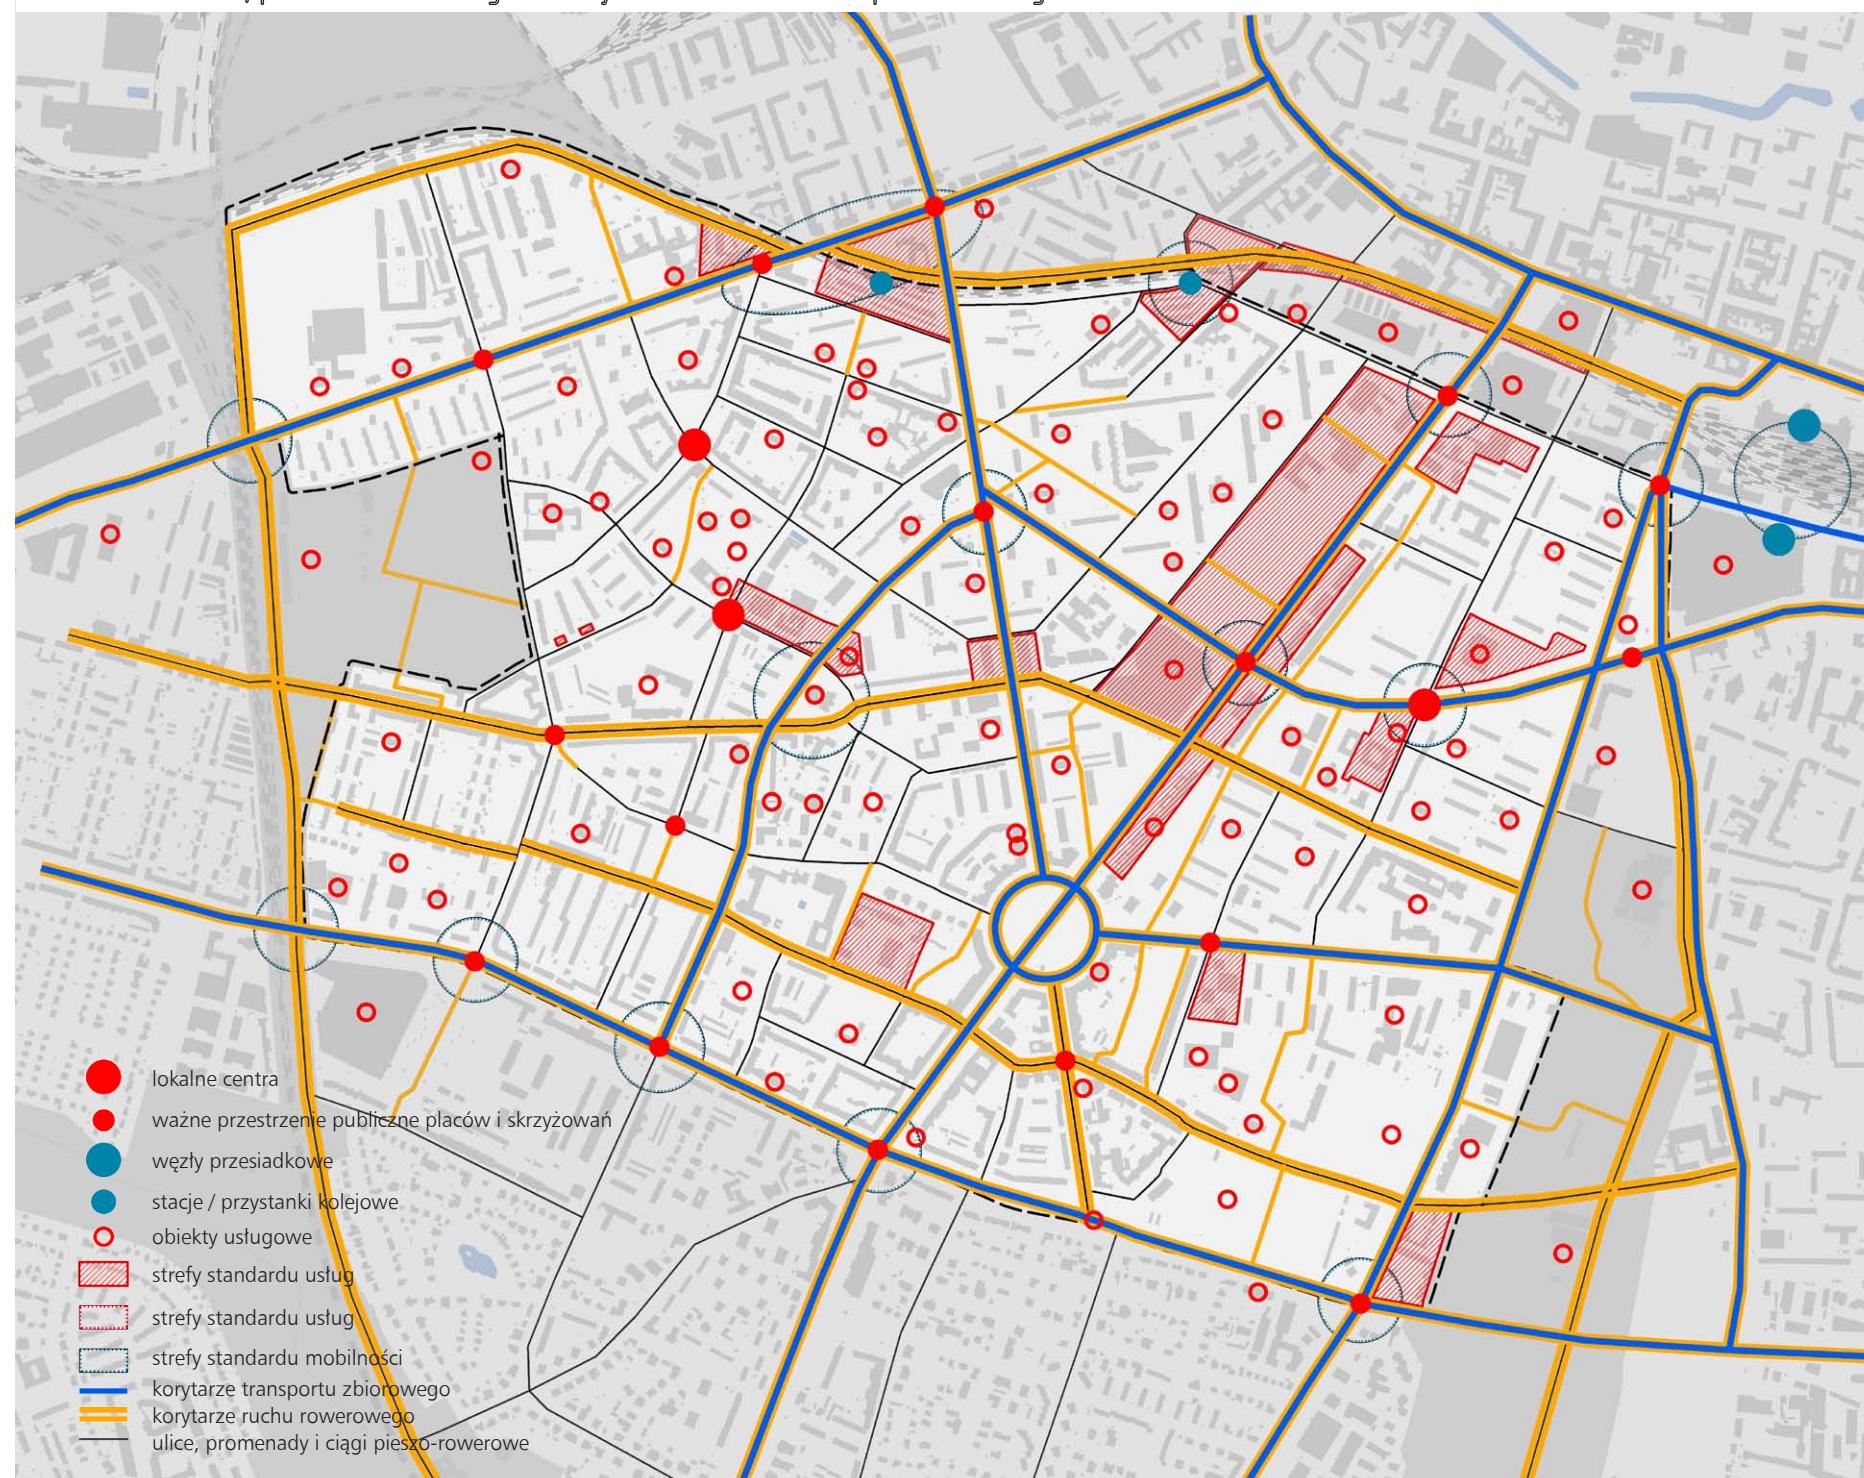 lokalne centra
ważne przestrzenie publiczne placów i skrzyżowań
węzły przesiadkowe
stacje / przystanki kolejowe
obiekty usługowe
strefy standardu usług
strefy standardu usług
strefy standardu mobilności
korytarze transportu zbiorowego
korytarze ruchu rowerowego
ulice, promenady i ciągi pieszo-rowerowe